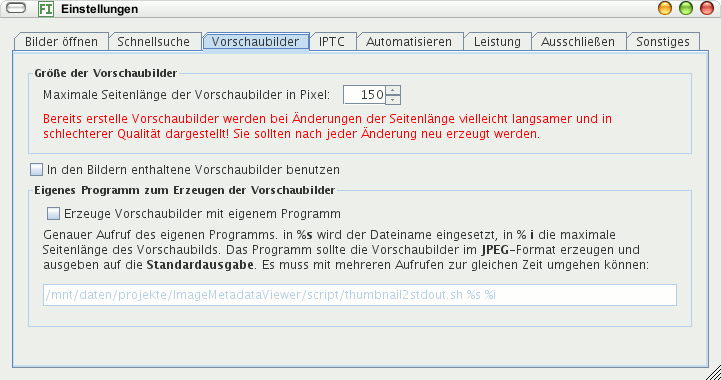 FI Einstellungen
Bilder öffnen Schnellsuche Vorschaubilder IPTC Automatisieren Leistung Ausschließen Sonstiges
Größe der Vorschaubilder
Maximale Seitenlänge der Vorschaubilder in Pixel: 150
Bereits erstelle Vorschaubilder werden bei Änderungen der Seitenlänge vielleicht langsamer und in
schlechterer Qualität dargestellt! Sie sollten nach jeder Änderung neu erzeugt werden.
In den Bildern enthaltene Vorschaubilder benutzen
Eigenes Programm zum Erzeugen der Vorschaubilder
Erzeuge Vorschaubilder mit eigenem Programm
Genauer Aufruf des eigenen Programms. in %s wird der Dateiname eingesetzt, in % i die maximale
Seitenlänge des Vorschaubilds. Das Programm sollte die Vorschaubilder im JPEG-Format erzeugen und
ausgeben auf die Standardausgabe. Es muss mit mehreren Aufrufen zur gleichen Zeit umgehen können:
/mnt/daten/projekte/ImageMetadataViewer/script/thumbnail2stdout.sh %s %i